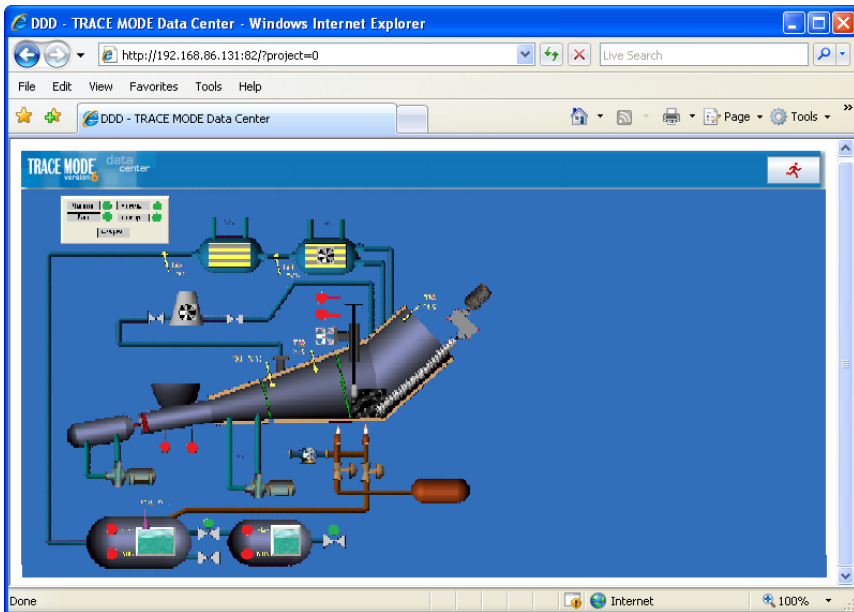 DDD - TRACE MODE Data Center - Windows Internet Explorer
http://192.168.86.131:82/?project=0
Live Search
File Edit View Favorites Tools Help
DDD - TRACE MODE Data Center
Page Tools »
TRACE MODE data center
version 6
Done
Internet
100%